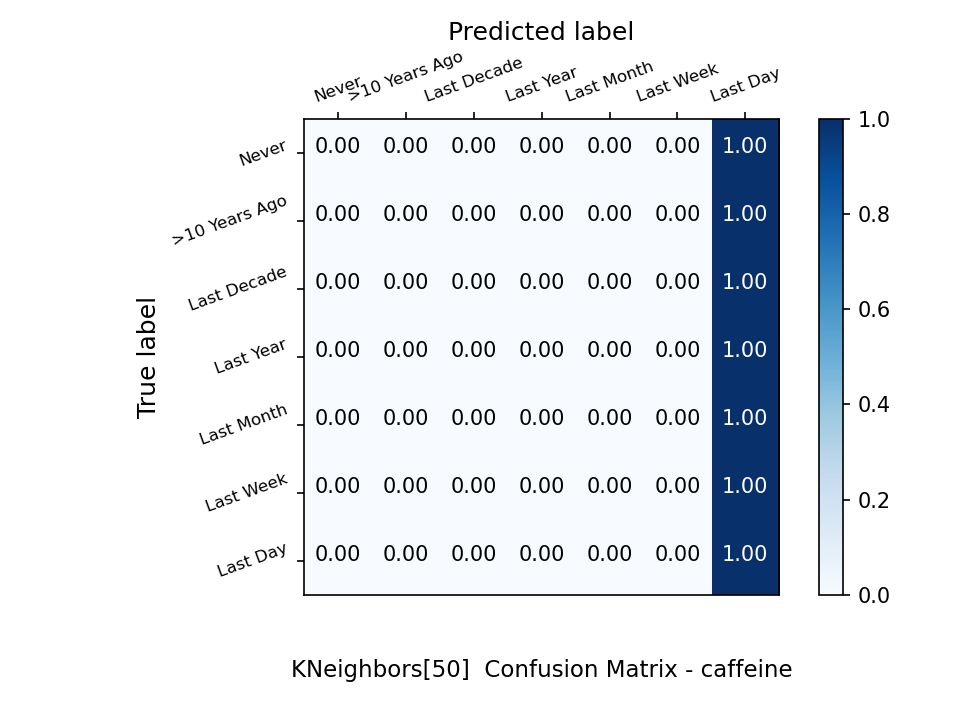 Predicted label
Never >10 Years Ago Last Decade Last Year Last Month Last Week Last Day
True label
Never 0.00 0.00 0.00 0.00 0.00 0.00 1.00
>10 Years Ago 0.00 0.00 0.00 0.00 0.00 0.00 1.00
Last Decade 0.00 0.00 0.00 0.00 0.00 0.00 1.00
Last Year 0.00 0.00 0.00 0.00 0.00 0.00 1.00
Last Month 0.00 0.00 0.00 0.00 0.00 0.00 1.00
Last Week 0.00 0.00 0.00 0.00 0.00 0.00 1.00
Last Day 0.00 0.00 0.00 0.00 0.00 0.00 1.00
1.0
0.8
0.6
0.4
0.2
0.0
KNeighbors[50]  Confusion Matrix - caffeine